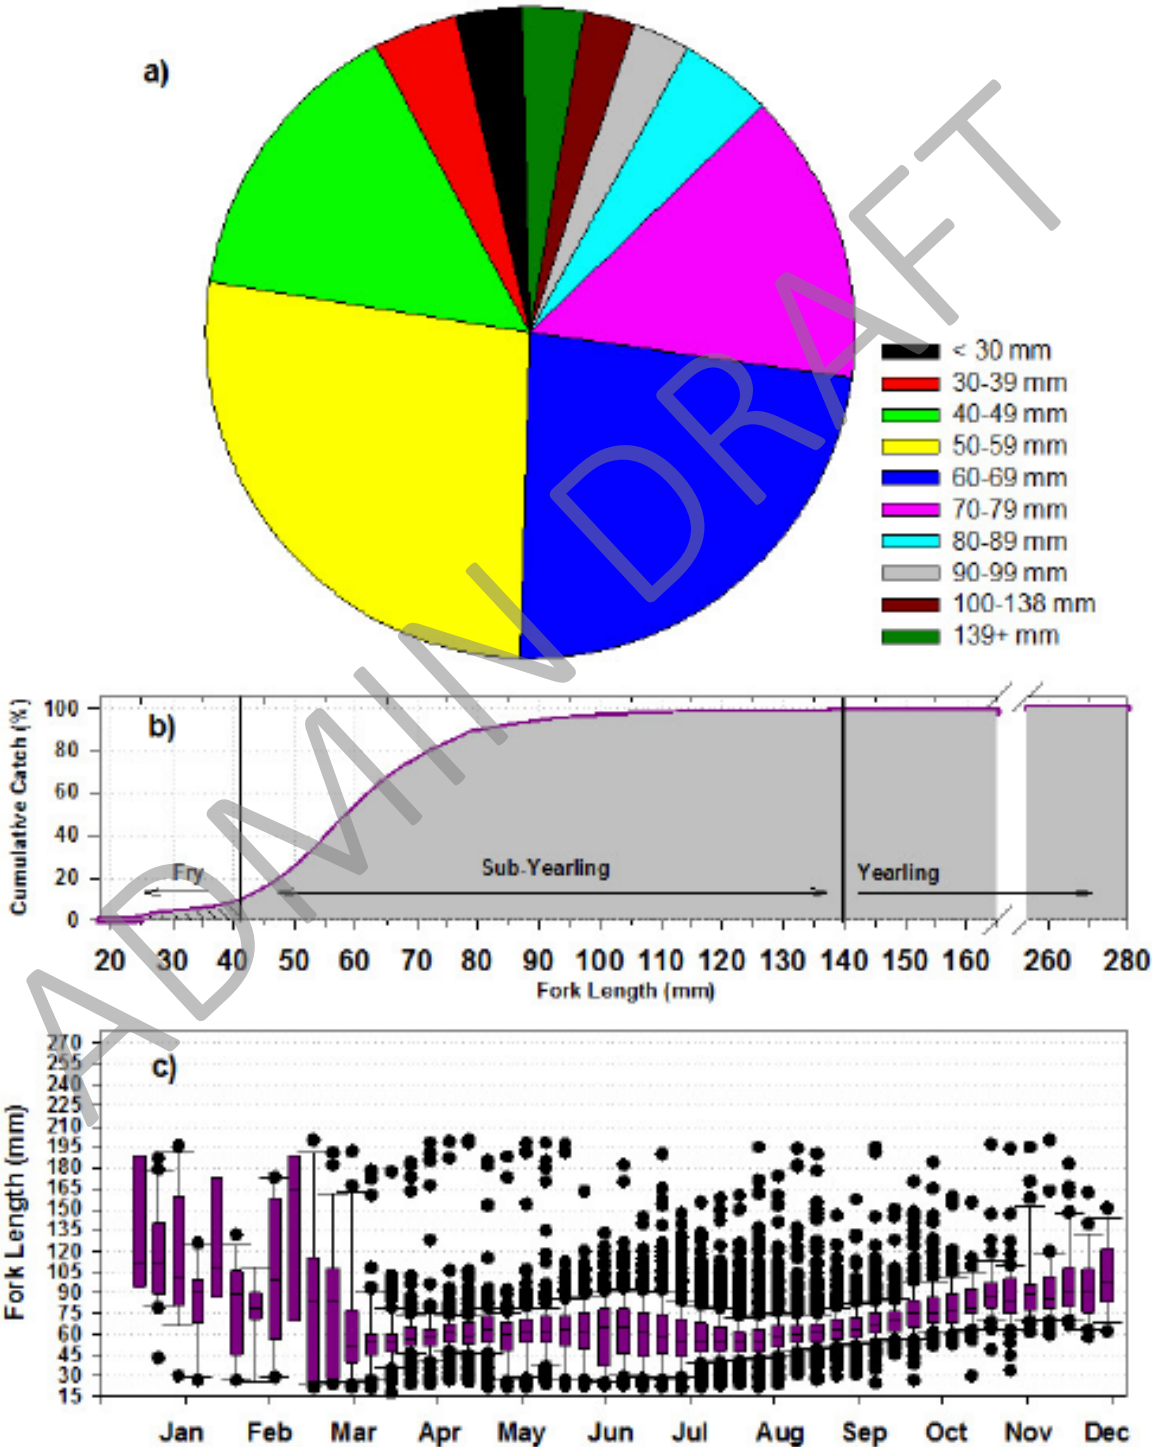 a)
< 30 mm
30-39 mm
40-49 mm
50-59 mm
60-69 mm
70-79 mm
80-89 mm
90-99 mm
100-138 mm
139+ mm
ADMIN DRAFT
b)
Cumulative Catch (%)
100
80
60
40
20
0
Fry
Sub-Yearling
Yearling
20 30 40 50 60 70 80 90 100 110 120 130 140 150 160 260 280
Fork Length (mm)
c)
Fork Length (mm)
270
255
240
225
210
195
180
165
150
135
120
105
90
75
60
45
30
15
Jan Feb Mar Apr May Jun Jul Aug Sep Oct Nov Dec